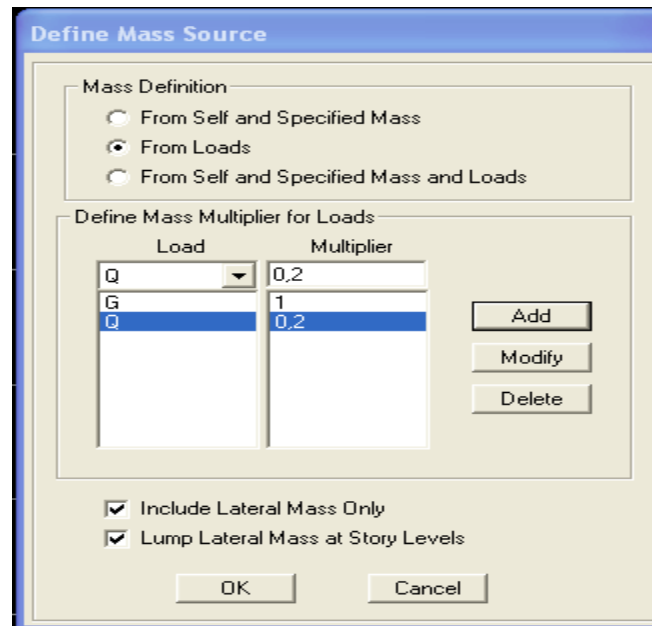 Define Mass Source
Mass Definition
From Self and Specified Mass
From Loads
From Self and Specified Mass and Loads
Define Mass Multiplier for Loads
Load Multiplier
Q 0,2
G 1
Q 0,2
Add
Modify
Delete
Include Lateral Mass Only
Lump Lateral Mass at Story Levels
OK Cancel